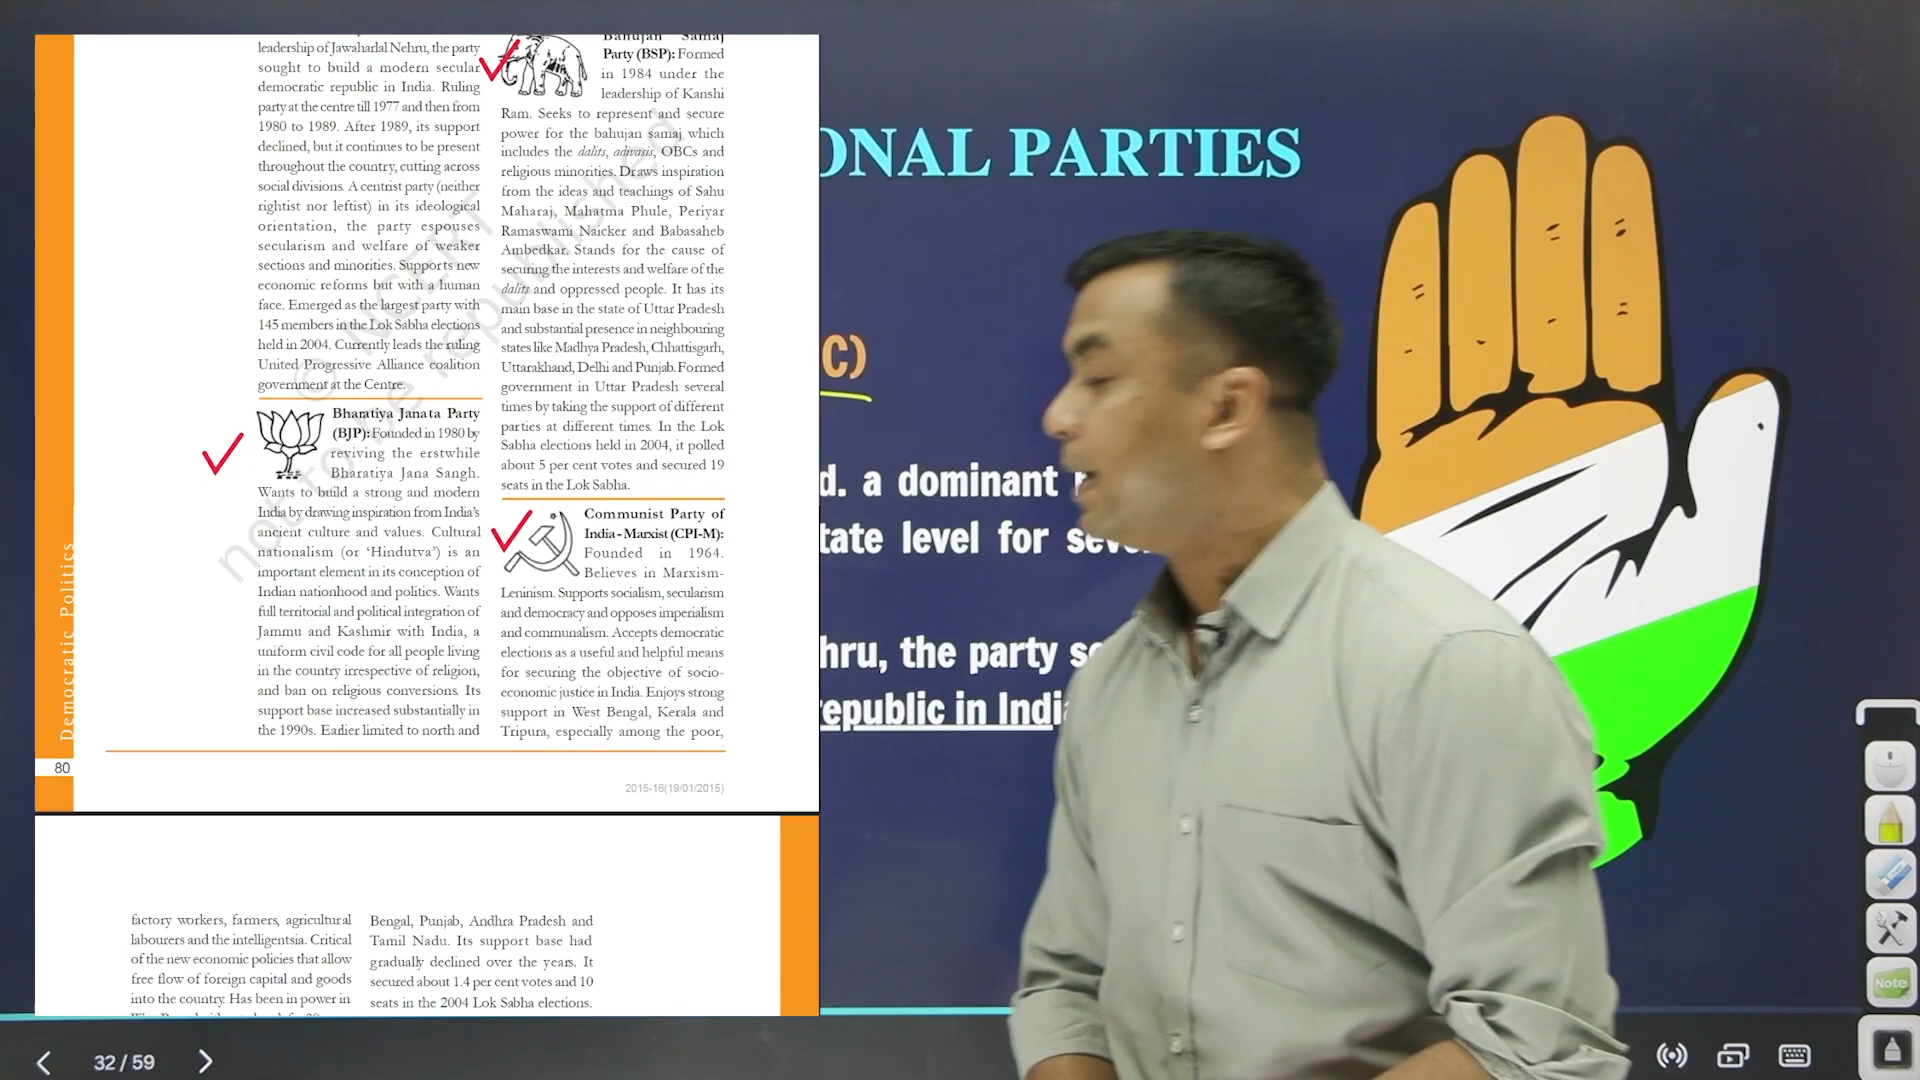 leadership of Jawaharlal Nehru, the party
sought to build a modern secular
democratic republic in India. Ruling
party at the centre till 1977 and then from
1980 to 1989. After 1989, its support
declined, but it continues to be present
throughout the country, cutting across
social divisions. A centrist party (neither
rightist nor leftist) in its ideological
orientation, the party espouses
secularism and welfare of weaker
sections and minorities. Supports new
economic reforms but with a human
face. Emerged as the largest party with
145 members in the Lok Sabha elections
held in 2004. Currently leads the ruling
United Progressive Alliance coalition
government at the Centre.
Bharatiya Janata Party
(BJP): Founded in 1980 by
reviving the erstwhile
Bharatiya Jana Sangh.
Wants to build a strong and modern
India by drawing inspiration from India’s
ancient culture and values. Cultural
nationalism (or ‘Hindutva’) is an
important element in its conception of
Indian nationhood and politics. Wants
full territorial and political integration of
Jammu and Kashmir with India, a
uniform civil code for all people living
in the country irrespective of religion,
and ban on religious conversions. Its
support base increased substantially in
the 1990s. Earlier limited to north and
Bahujan Samaj
Party (BSP): Formed
in 1984 under the
leadership of Kanshi
Ram. Seeks to represent and secure
power for the bahujan samaj which
includes the dalits, adivasis, OBCs and
religious minorities. Draws inspiration
from the ideas and teachings of Sahu
Maharaj, Mahatma Phule, Periyar
Ramaswami Naicker and Babasaheb
Ambedkar. Stands for the cause of
securing the interests and welfare of the
dalits and oppressed people. It has its
main base in the state of Uttar Pradesh
and substantial presence in neighbouring
states like Madhya Pradesh, Chhattisgarh,
Uttarakhand, Delhi and Punjab. Formed
government in Uttar Pradesh several
times by taking the support of different
parties at different times. In the Lok
Sabha elections held in 2004, it polled
about 5 per cent votes and secured 19
seats in the Lok Sabha.
Communist Party of
India - Marxist (CPI-M):
Founded in 1964.
Believes in Marxism-
Leninism. Supports socialism, secularism
and democracy and opposes imperialism
and communalism. Accepts democratic
elections as a useful and helpful means
for securing the objective of socio-
economic justice in India. Enjoys strong
support in West Bengal, Kerala and
Tripura, especially among the poor,
© NCERT
not to be republished
Democratic Politics
80
2015-16(19/01/2015)
factory workers, farmers, agricultural
labourers and the intelligentsia. Critical
of the new economic policies that allow
free flow of foreign capital and goods
into the country. Has been in power in
Bengal, Punjab, Andhra Pradesh and
Tamil Nadu. Its support base had
gradually declined over the years. It
secured about 1.4 per cent votes and 10
seats in the 2004 Lok Sabha elections.
ONAL PARTIES
C)
d. a dominant
tate level for
hru, the party
epublic in India
Note
32 / 59